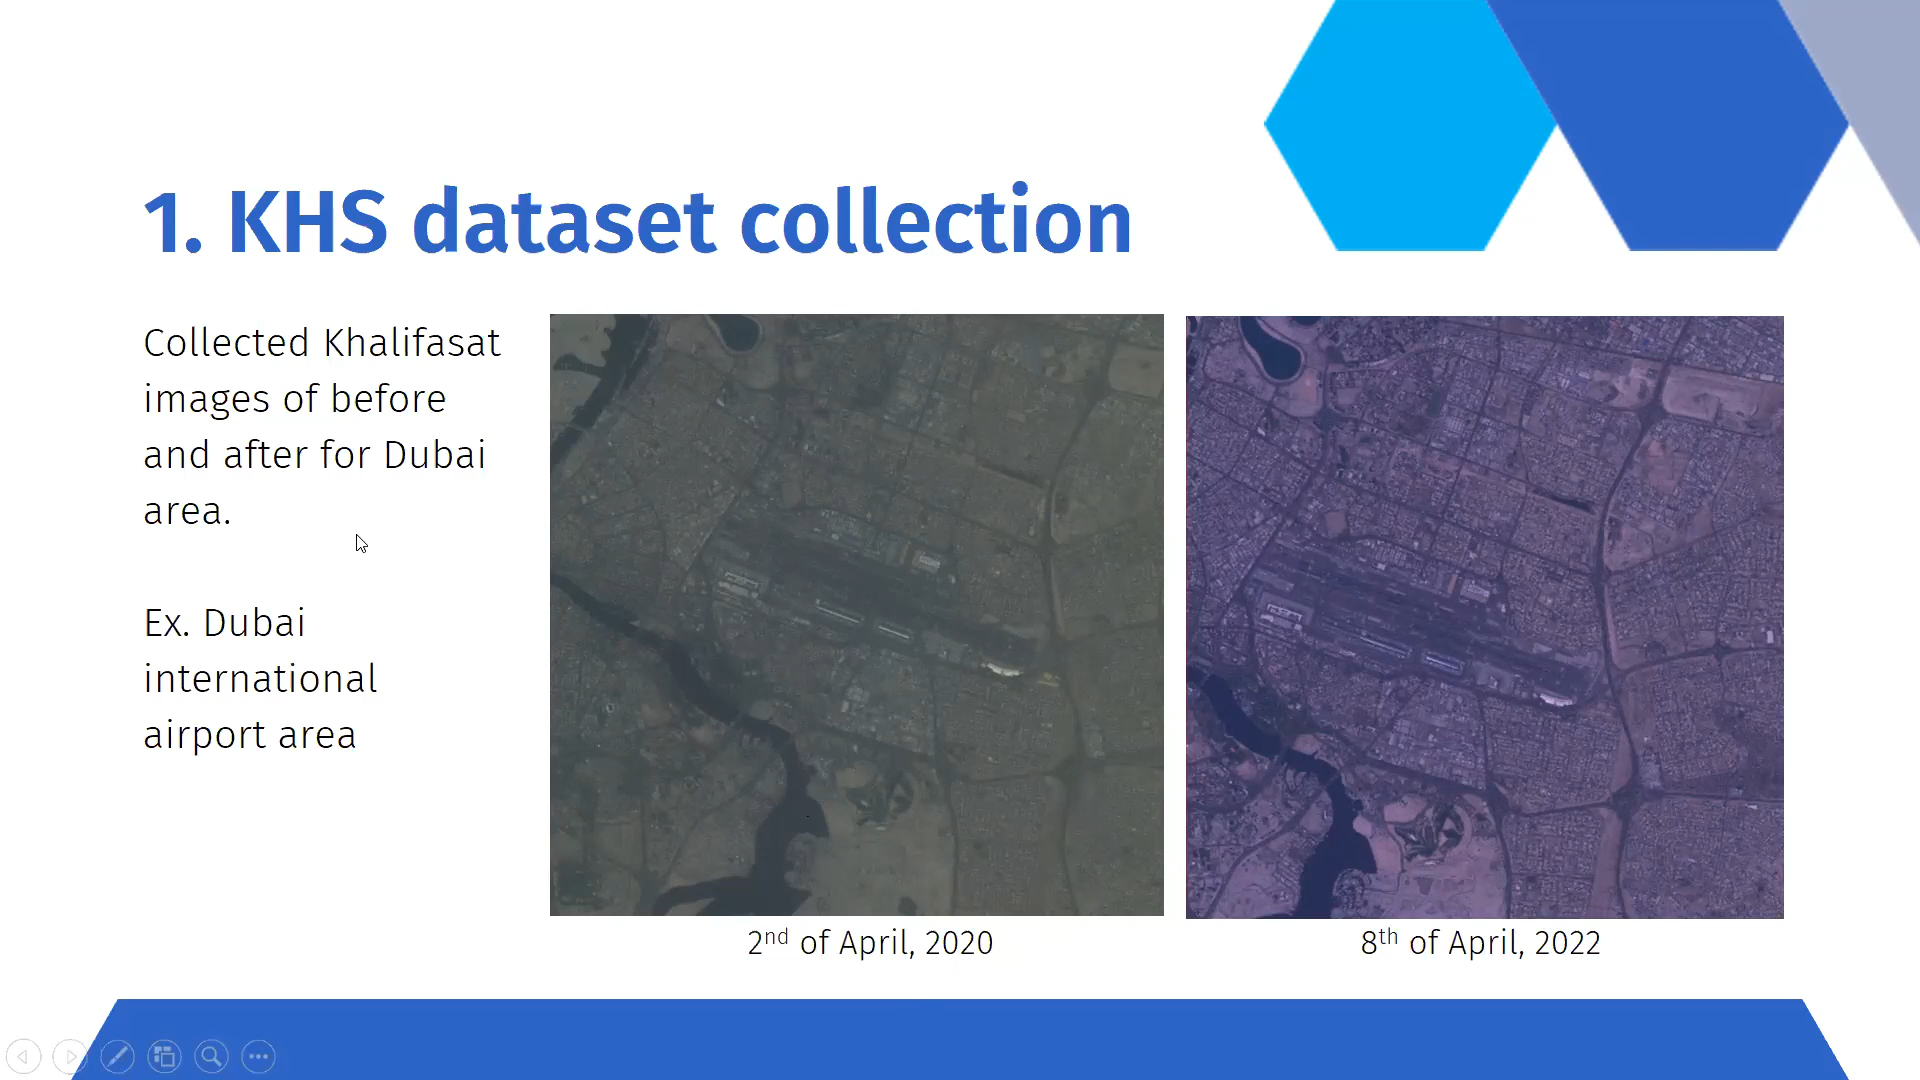 1. KHS dataset collection
Collected Khalifasat
images of before
and after for Dubai
area.
Ex. Dubai
international
airport area
2nd of April, 2020
8th of April, 2022